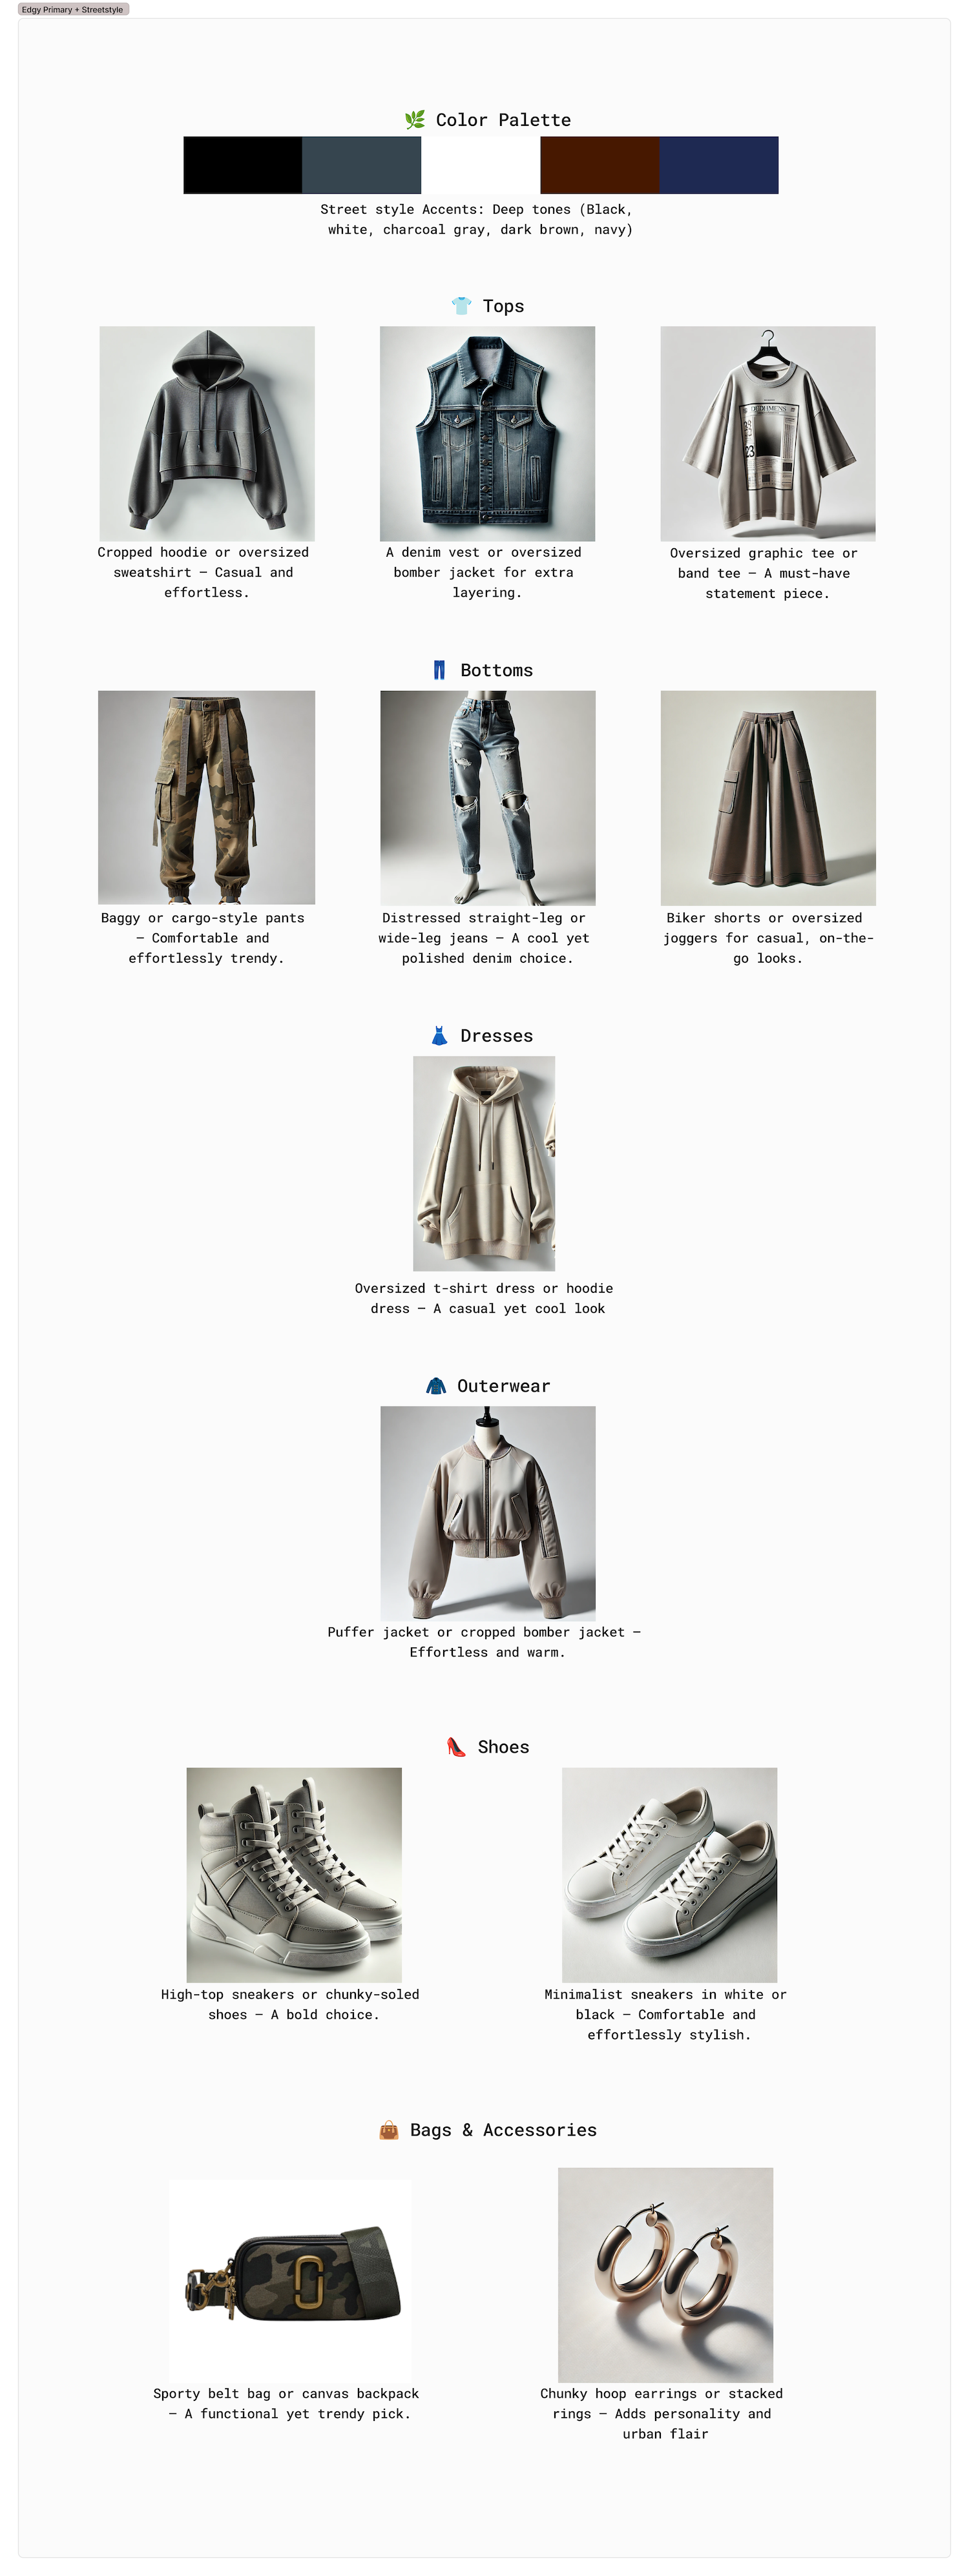 Edgy Primary + Streetstyle
🌿 Color Palette
Street style Accents: Deep tones (Black,
white, charcoal gray, dark brown, navy)
👕 Tops
Cropped hoodie or oversized
sweatshirt – Casual and
effortless.
A denim vest or oversized
bomber jacket for extra
layering.
23
Oversized graphic tee or
band tee – A must-have
statement piece.
👖 Bottoms
Baggy or cargo-style pants
– Comfortable and
effortlessly trendy.
Distressed straight-leg or
wide-leg jeans – A cool yet
polished denim choice.
Biker shorts or oversized
joggers for casual, on-the-
go looks.
👗 Dresses
Oversized t-shirt dress or hoodie
dress – A casual yet cool look
🧥 Outerwear
Puffer jacket or cropped bomber jacket –
Effortless and warm.
👠 Shoes
High-top sneakers or chunky-soled
shoes – A bold choice.
Minimalist sneakers in white or
black – Comfortable and
effortlessly stylish.
👜 Bags & Accessories
Sporty belt bag or canvas backpack
– A functional yet trendy pick.
Chunky hoop earrings or stacked
rings – Adds personality and
urban flair